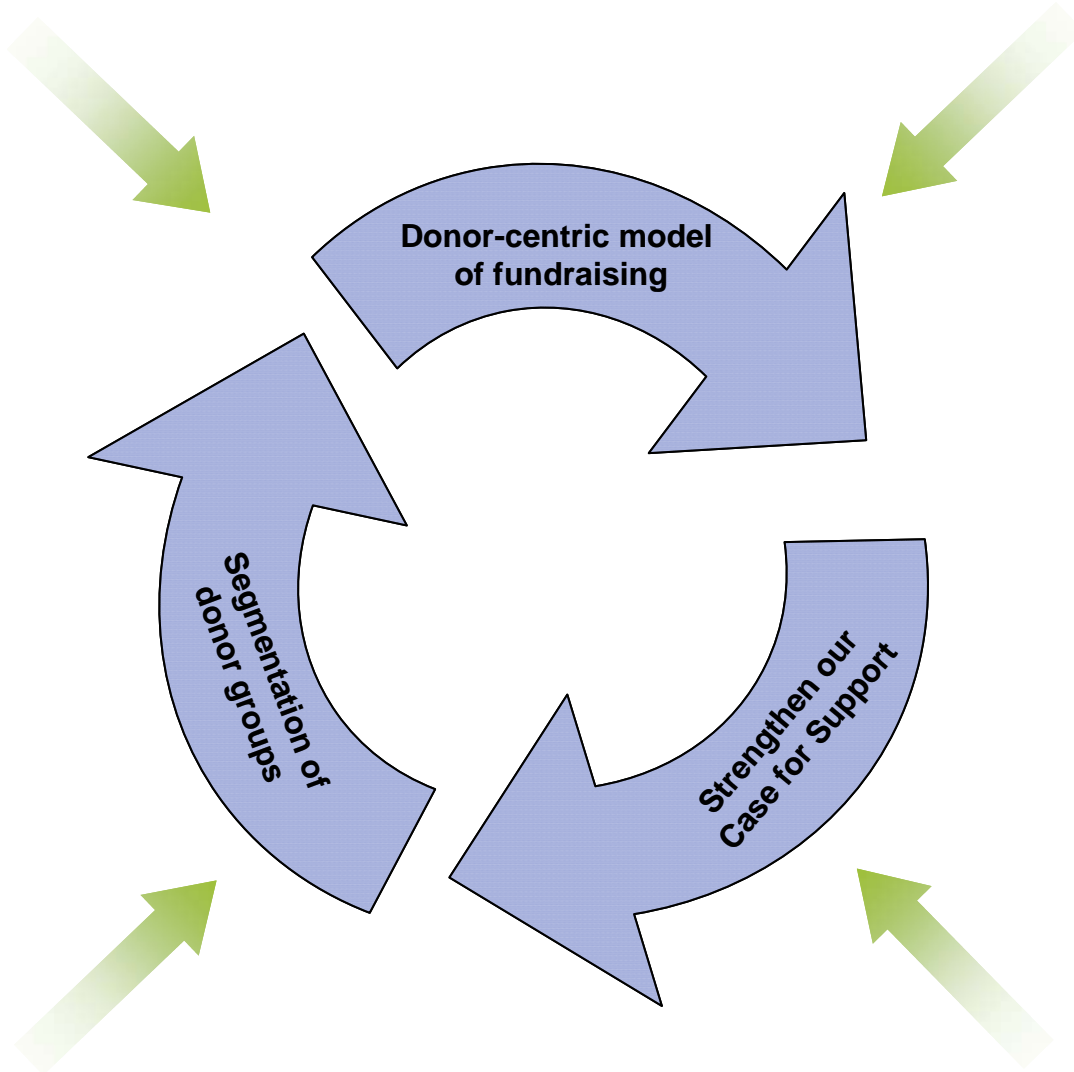 Donor-centric model
of fundraising
Strengthen our
Case for Support
Segmentation of
donor groups